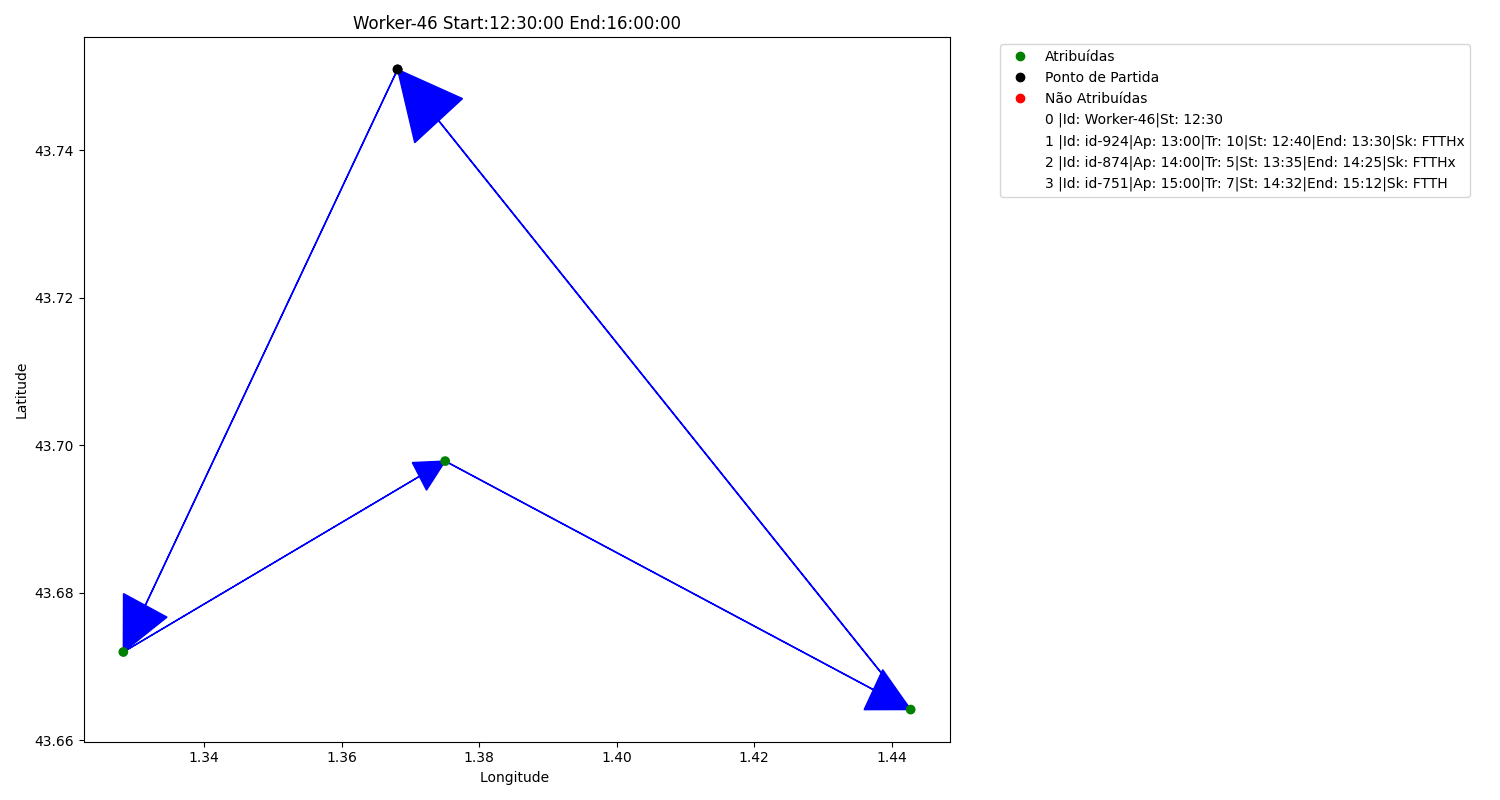 Worker-46 Start:12:30:00 End:16:00:00
Atribuídas
Ponto de Partida
Não Atribuídas
0 |Id: Worker-46|St: 12:30
1 |Id: id-924|Ap: 13:00|Tr: 10|St: 12:40|End: 13:30|Sk: FTTHx
2 |Id: id-874|Ap: 14:00|Tr: 5|St: 13:35|End: 14:25|Sk: FTTHx
3 |Id: id-751|Ap: 15:00|Tr: 7|St: 14:32|End: 15:12|Sk: FTTH
Latitude
43.74
43.72
43.70
43.68
43.66
1.34
1.36
1.38
1.40
1.42
1.44
Longitude